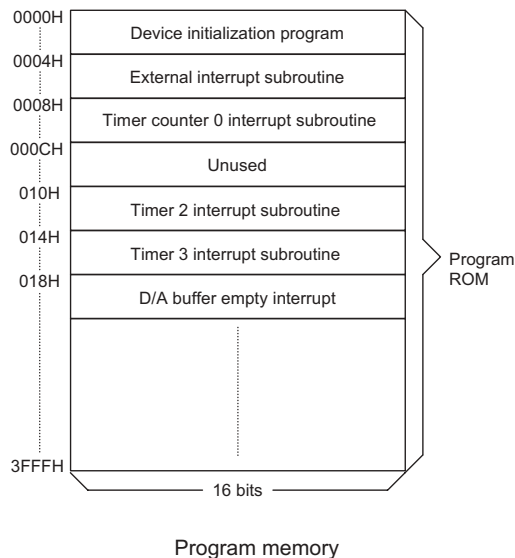 0000H
Device initialization program
0004H
External interrupt subroutine
0008H
Timer counter 0 interrupt subroutine
000CH
Unused
010H
Timer 2 interrupt subroutine
014H
Timer 3 interrupt subroutine
018H
D/A buffer empty interrupt
Program
ROM
3FFFH
16 bits
Program memory